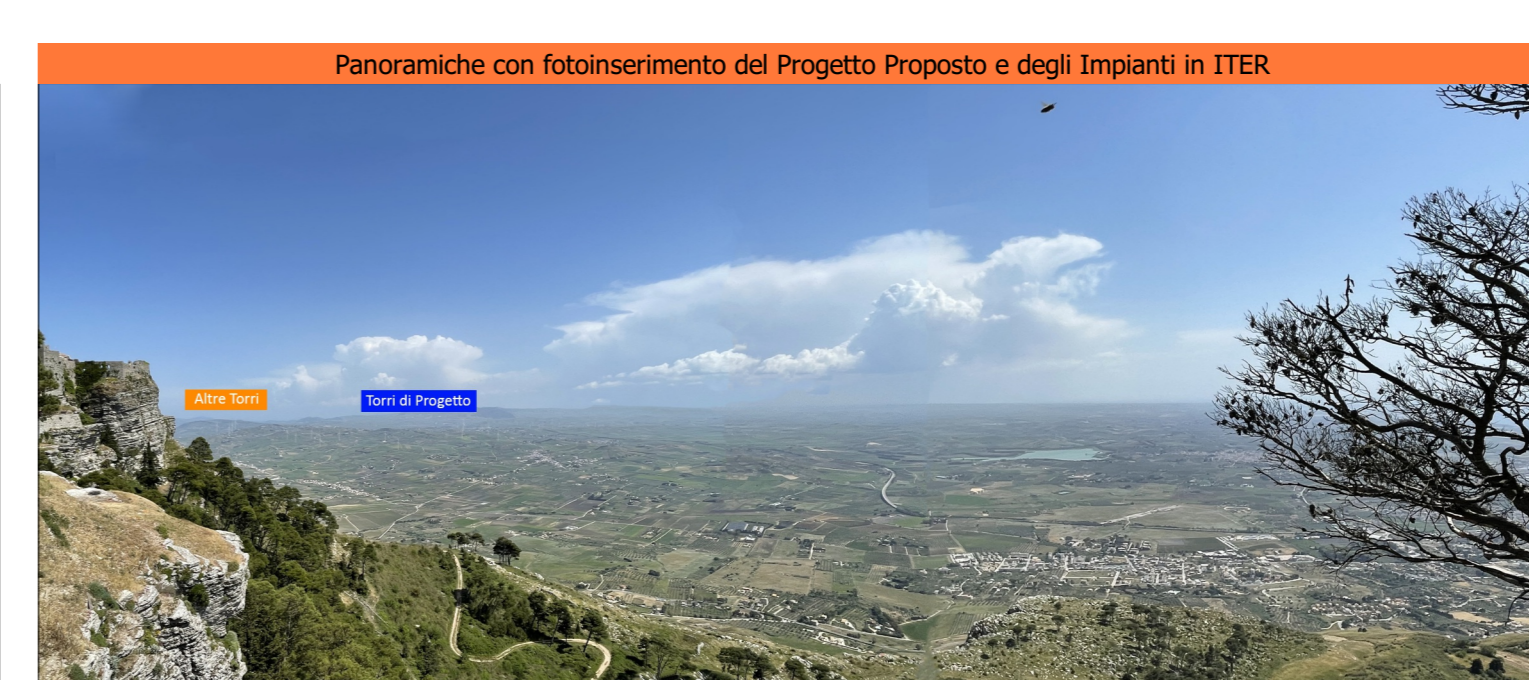 Panoramiche con fotoinserimento del Progetto Proposto e degli Impianti in ITER
Altre Torri
Torri di Progetto